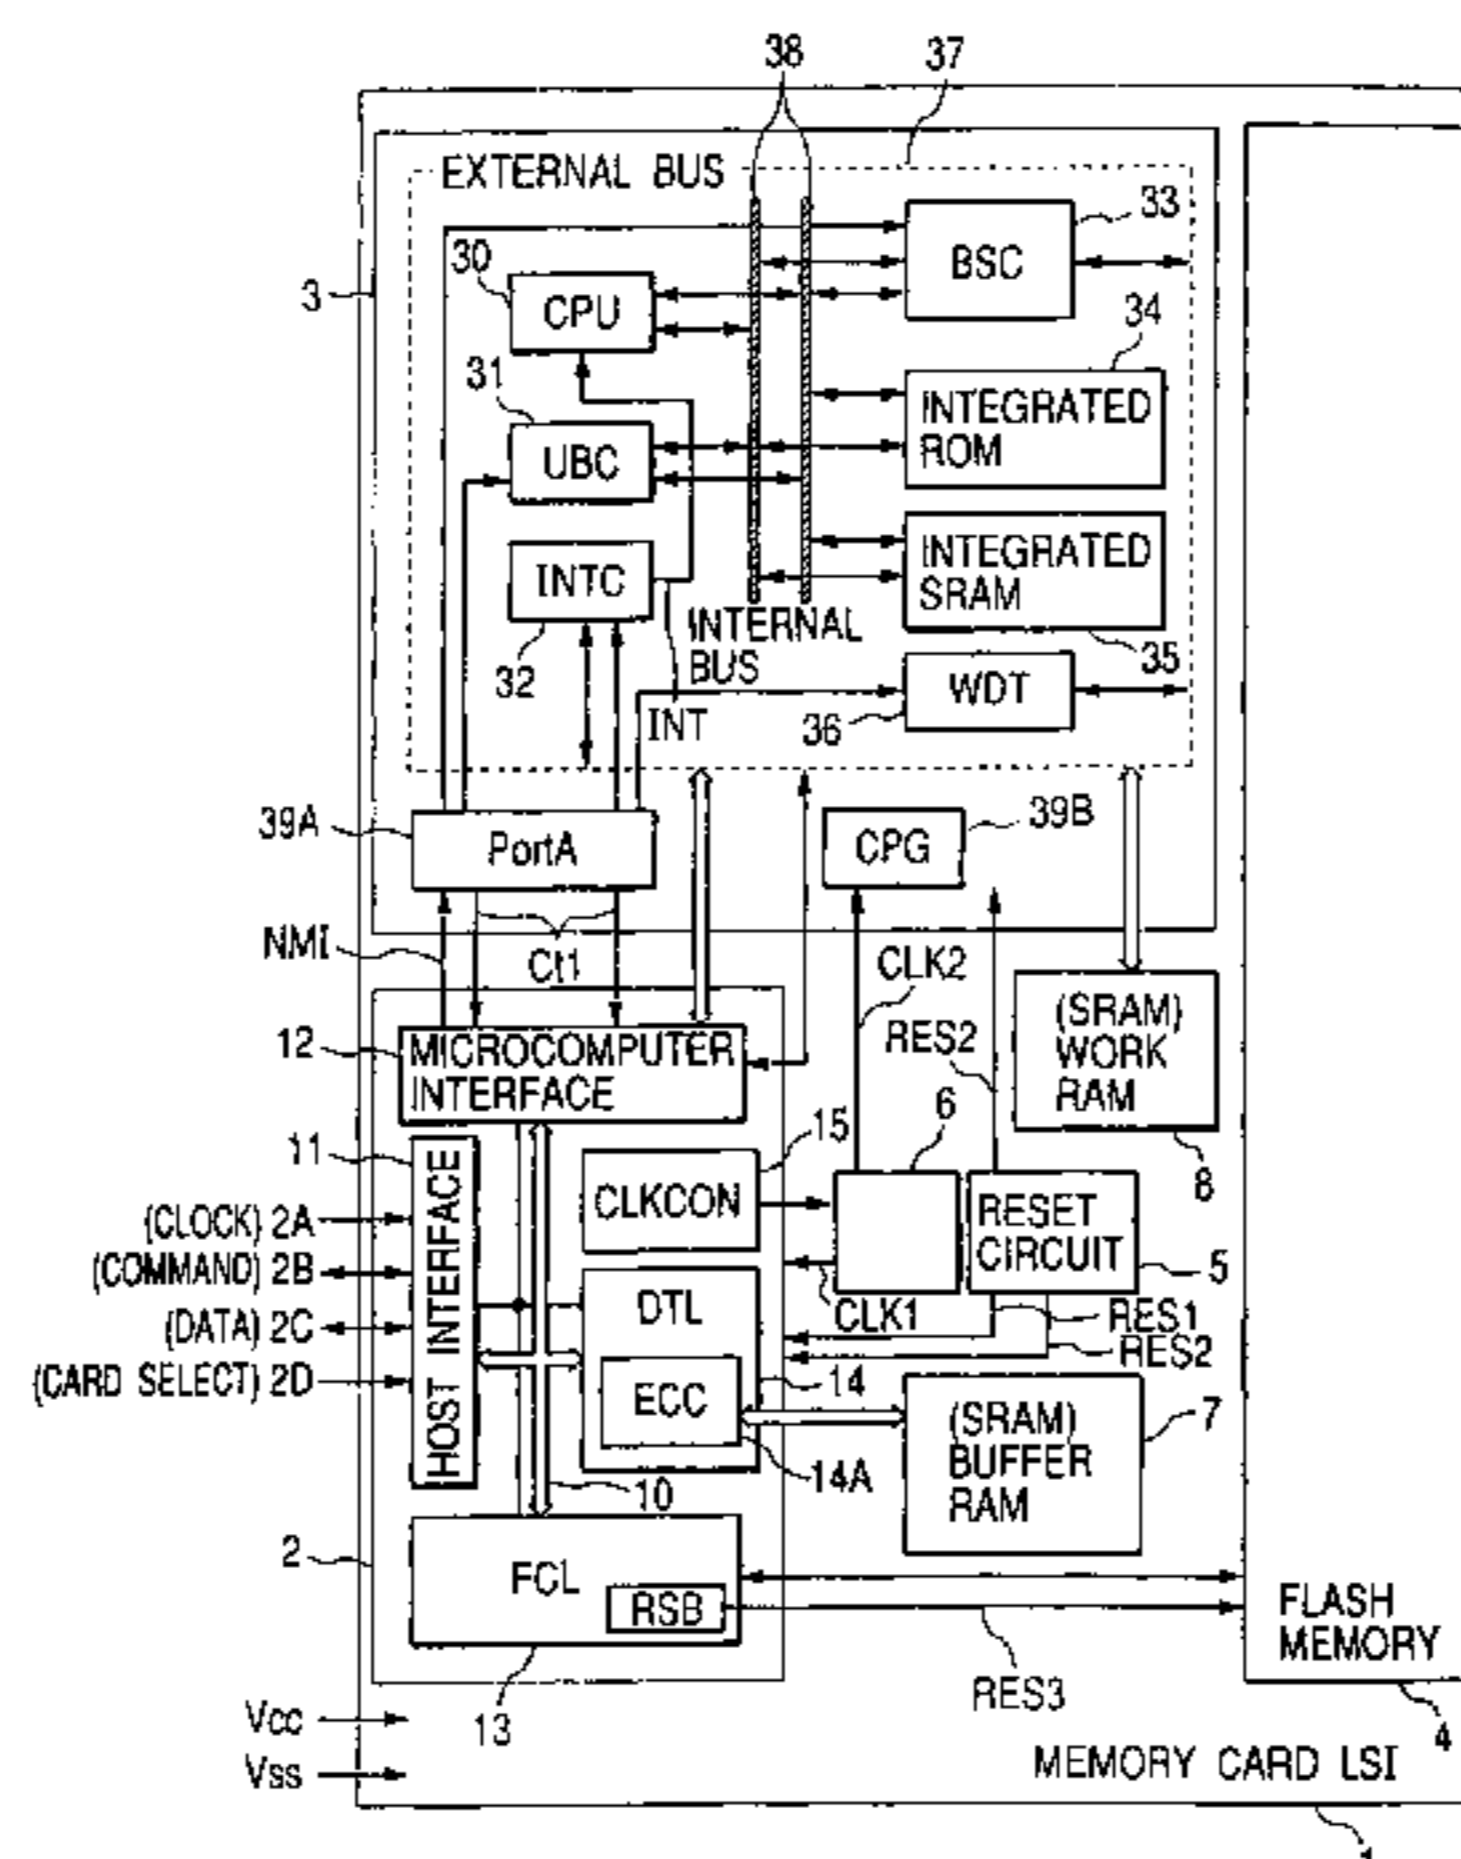 38
37
EXTERNAL BUS
33
BSC
30
CPU
3
34
31
INTEGRATED
ROM
UBC
INTC
INTEGRATED
SRAM
INTERNAL
BUS
32
35
WDT
INT
36
39A
PortA
CPG
39B
NMI
Ct1
CLK2
RES2
(SRAM)
WORK
RAM
12
MICROCOMPUTER
INTERFACE
6
15
11
8
HOST INTERFACE
CLKCON
RESET
CIRCUIT
5
(CLOCK) 2A
(COMMAND) 2B
(DATA) 2C
(CARD SELECT) 2D
DTL
CLK1
RES1
RES2
14
ECC
(SRAM)
BUFFER
RAM
7
14A
10
2
FCL
RSB
FLASH
MEMORY
RES3
Vcc
13
4
Vss
MEMORY CARD LSI